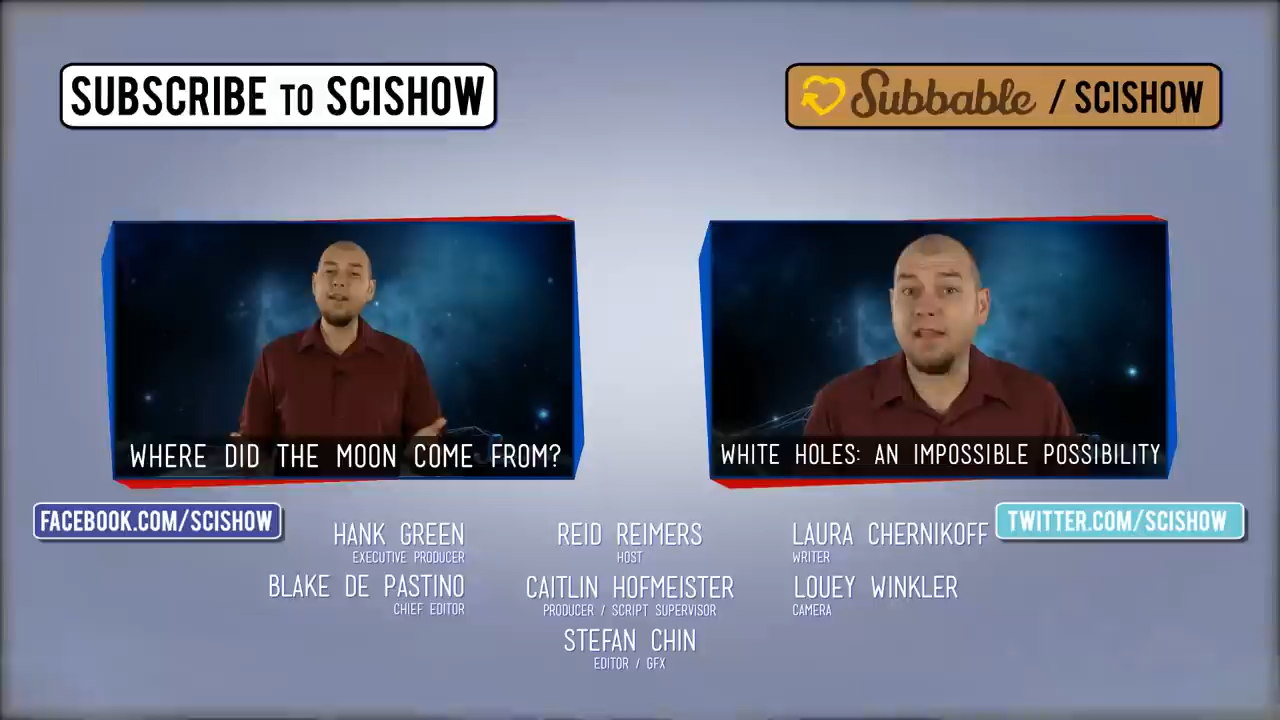 SUBSCRIBE TO SCISHOW
Subbable / SCISHOW
WHERE DID THE MOON COME FROM?
WHITE HOLES: AN IMPOSSIBLE POSSIBILITY
FACEBOOK.COM/SCISHOW
TWITTER.COM/SCISHOW
HANK GREEN
EXECUTIVE PRODUCER
REID REIMERS
HOST
LAURA CHERNIKOFF
WRITER
BLAKE DE PASTINO
CHIEF EDITOR
CAITLIN HOFMEISTER
PRODUCER / SCRIPT SUPERVISOR
LOUEY WINKLER
CAMERA
STEFAN CHIN
EDITOR / GFX